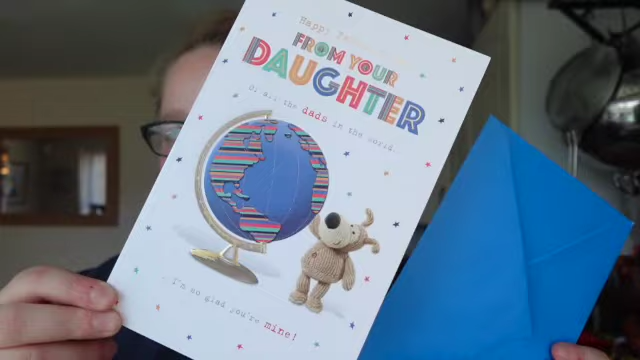 Happy
FROM YOUR
DAUGHTER
Of all the dads in the world,
I'm so glad you're mine!